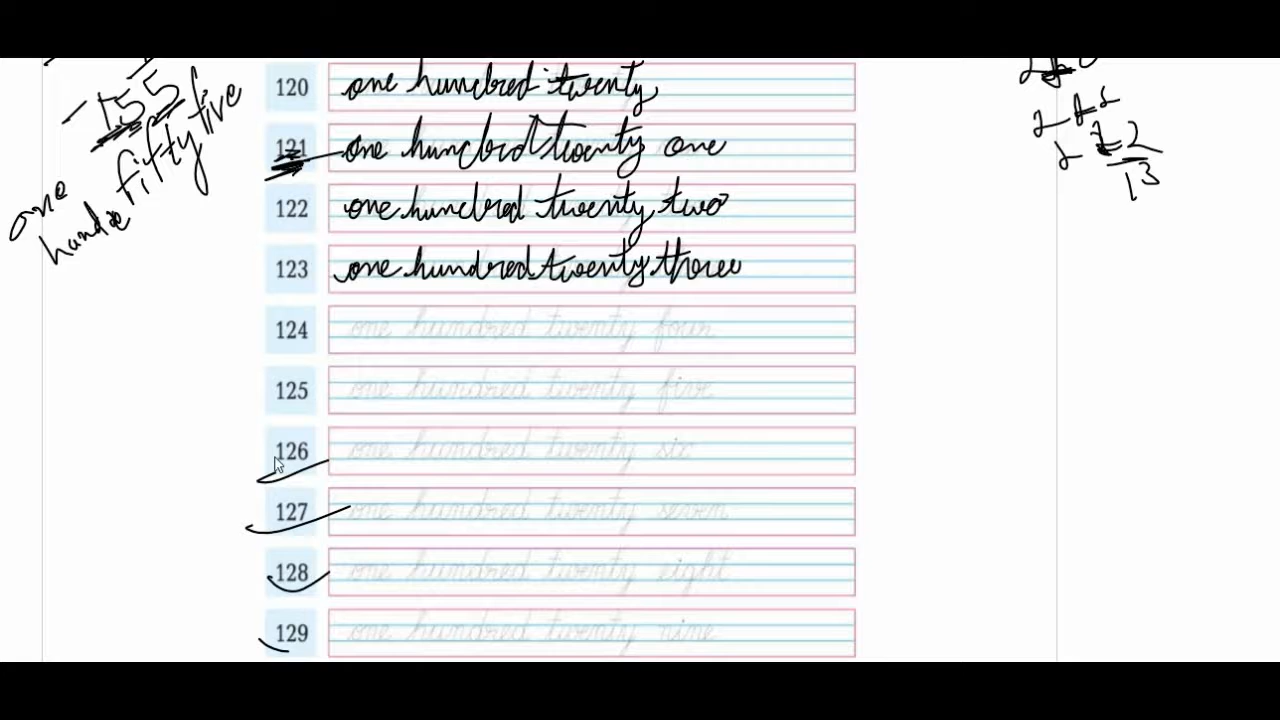 155
one
fifty five
120 one hundred twenty
121 one hundred twenty one
122 one hundred twenty two
123 one hundred twenty three
124 one hundred twenty four
125 one hundred twenty five
126 one hundred twenty six
127 one hundred twenty seven
128 one hundred twenty eight
129 one hundred twenty nine
2
13